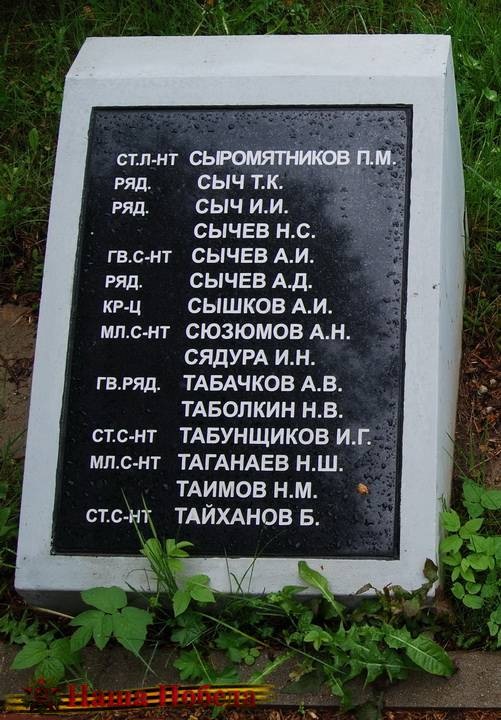 СТ.Л-НТ СЫРОМЯТНИКОВ П.М.
РЯД. СЫЧ Т.К.
РЯД. СЫЧ И.И.
СЫЧЕВ Н.С.
ГВ.С-НТ СЫЧЕВ А.И.
РЯД. СЫЧЕВ А.Д.
КР-Ц СЫШКОВ А.И.
МЛ.С-НТ СЮЗЮМОВ А.Н.
СЯДУРА И.Н.
ГВ.РЯД. ТАБАЧКОВ А.В.
ТАБОЛКИН Н.В.
СТ.С-НТ ТАБУНЩИКОВ И.Г.
МЛ.С-НТ ТАГАНАЕВ Н.Ш.
ТАИМОВ Н.М.
СТ.С-НТ ТАЙХАНОВ Б.
Наша Победа